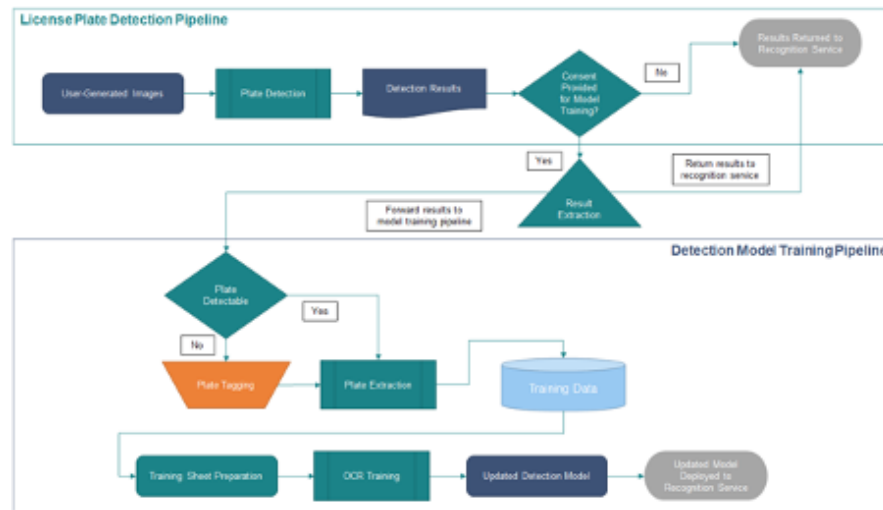 License Plate Detection Pipeline
User-Generated Images
Plate Detection
Detection Results
Consent
Provided
for Model
Training?
No
Results Returned to
Recognition Service
Yes
Return results to
recognition service
Result
Extraction
Forward results to
model training pipeline
Detection Model Training Pipeline
Plate
Detectable
Yes
No
Plate Tagging
Plate Extraction
Training Data
Training Sheet Preparation
OCR Training
Updated Detection Model
Updated Model
Deployed to
Recognition Service